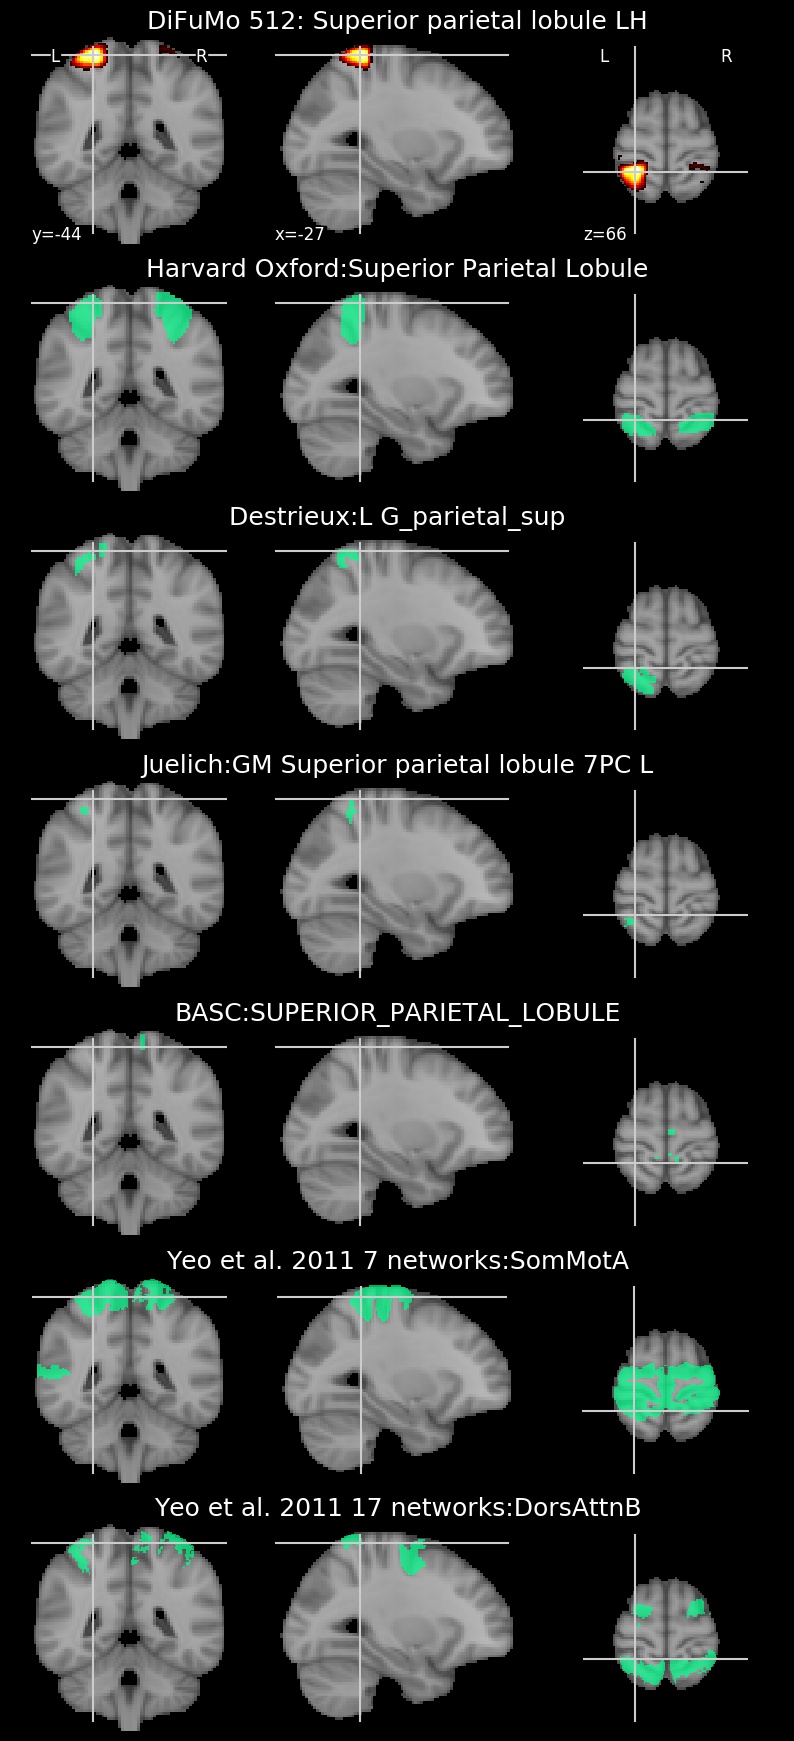 DiFuMo 512: Superior parietal lobule LH
L R L R
y=-44 x=-27 z=66
Harvard Oxford:Superior Parietal Lobule
Destrieux:L G_parietal_sup
Juelich:GM Superior parietal lobule 7PC L
BASC:SUPERIOR_PARIETAL_LOBULE
Yeo et al. 2011 7 networks:SomMotA
Yeo et al. 2011 17 networks:DorsAttnB